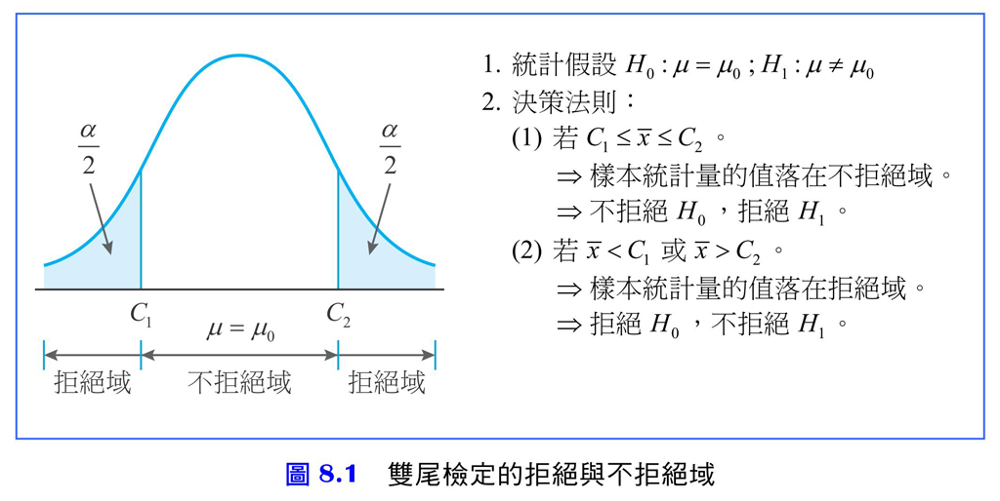 α/2
α/2
C₁
μ = μ₀
C₂
拒絕域
不拒絕域
拒絕域
1. 統計假設 H₀ : μ = μ₀ ; H₁ : μ ≠ μ₀
2. 決策法則：
(1) 若 C₁ ≤ x̄ ≤ C₂ 。
⇒ 樣本統計量的值落在不拒絕域。
⇒ 不拒絕 H₀ ，拒絕 H₁ 。
(2) 若 x̄ < C₁ 或 x̄ > C₂ 。
⇒ 樣本統計量的值落在拒絕域。
⇒ 拒絕 H₀ ，不拒絕 H₁ 。
圖 8.1 雙尾檢定的拒絕與不拒絕域